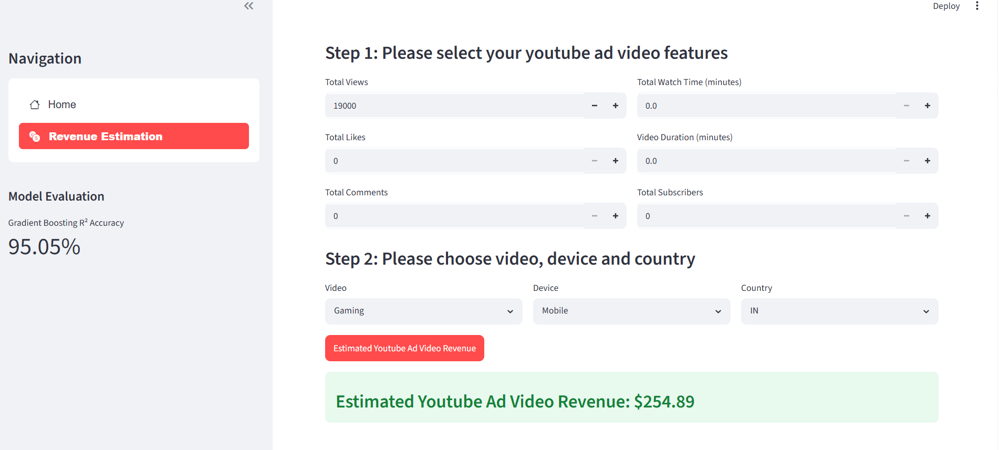 Deploy
Navigation
Home
Revenue Estimation
Model Evaluation
Gradient Boosting R² Accuracy
95.05%
Step 1: Please select your youtube ad video features
Total Views
Total Watch Time (minutes)
19000
0.0
Total Likes
Video Duration (minutes)
0
0.0
Total Comments
Total Subscribers
0
0
Step 2: Please choose video, device and country
Video
Device
Country
Gaming
Mobile
IN
Estimated Youtube Ad Video Revenue
Estimated Youtube Ad Video Revenue: $254.89